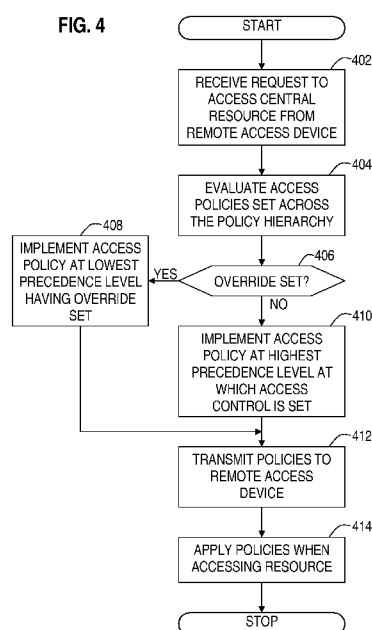 FIG. 4
START
402
RECEIVE REQUEST TO
ACCESS CENTRAL
RESOURCE FROM
REMOTE ACCESS DEVICE
404
EVALUATE ACCESS
POLICIES SET ACROSS
THE POLICY HIERARCHY
406
OVERRIDE SET?
YES
NO
408
IMPLEMENT ACCESS
POLICY AT LOWEST
PRECEDENCE LEVEL
HAVING OVERRIDE
SET
410
IMPLEMENT ACCESS
POLICY AT HIGHEST
PRECEDENCE LEVEL AT
WHICH ACCESS
CONTROL IS SET
412
TRANSMIT POLICIES TO
REMOTE ACCESS
DEVICE
414
APPLY POLICIES WHEN
ACCESSING RESOURCE
STOP